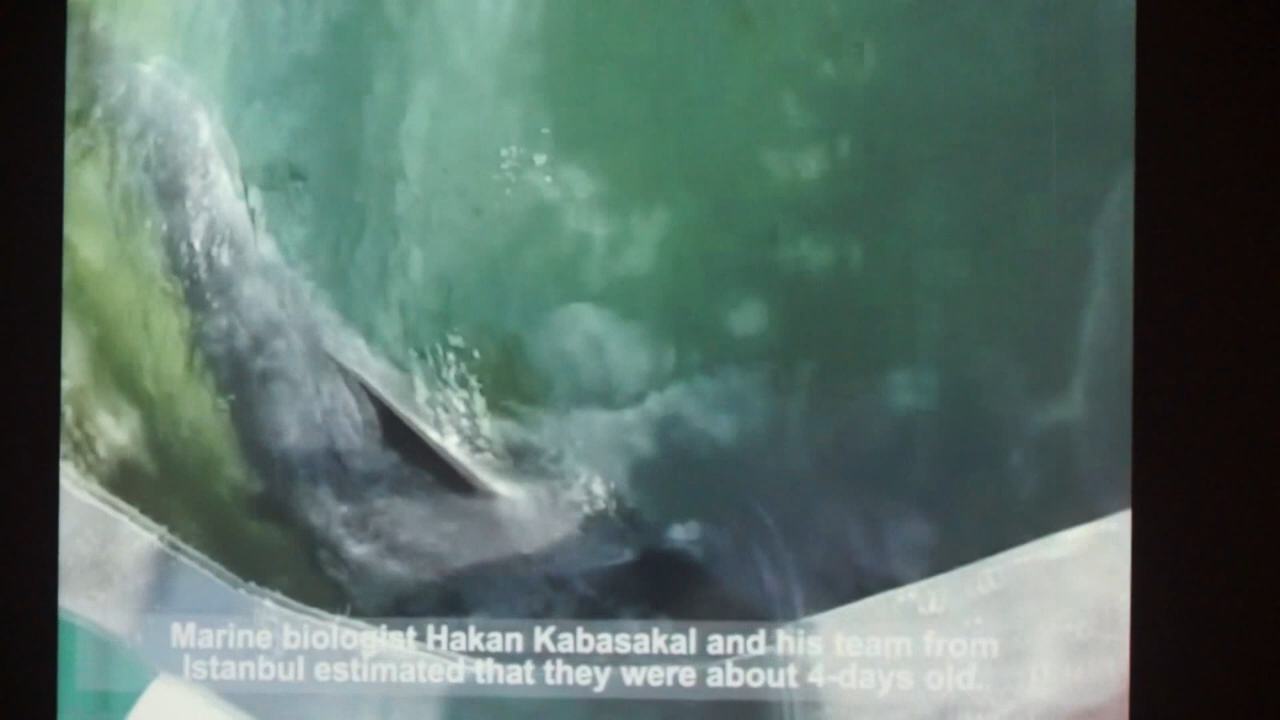 Marine biologist Hakan Kabasakal and his team from
Istanbul estimated that they were about 4-days old.